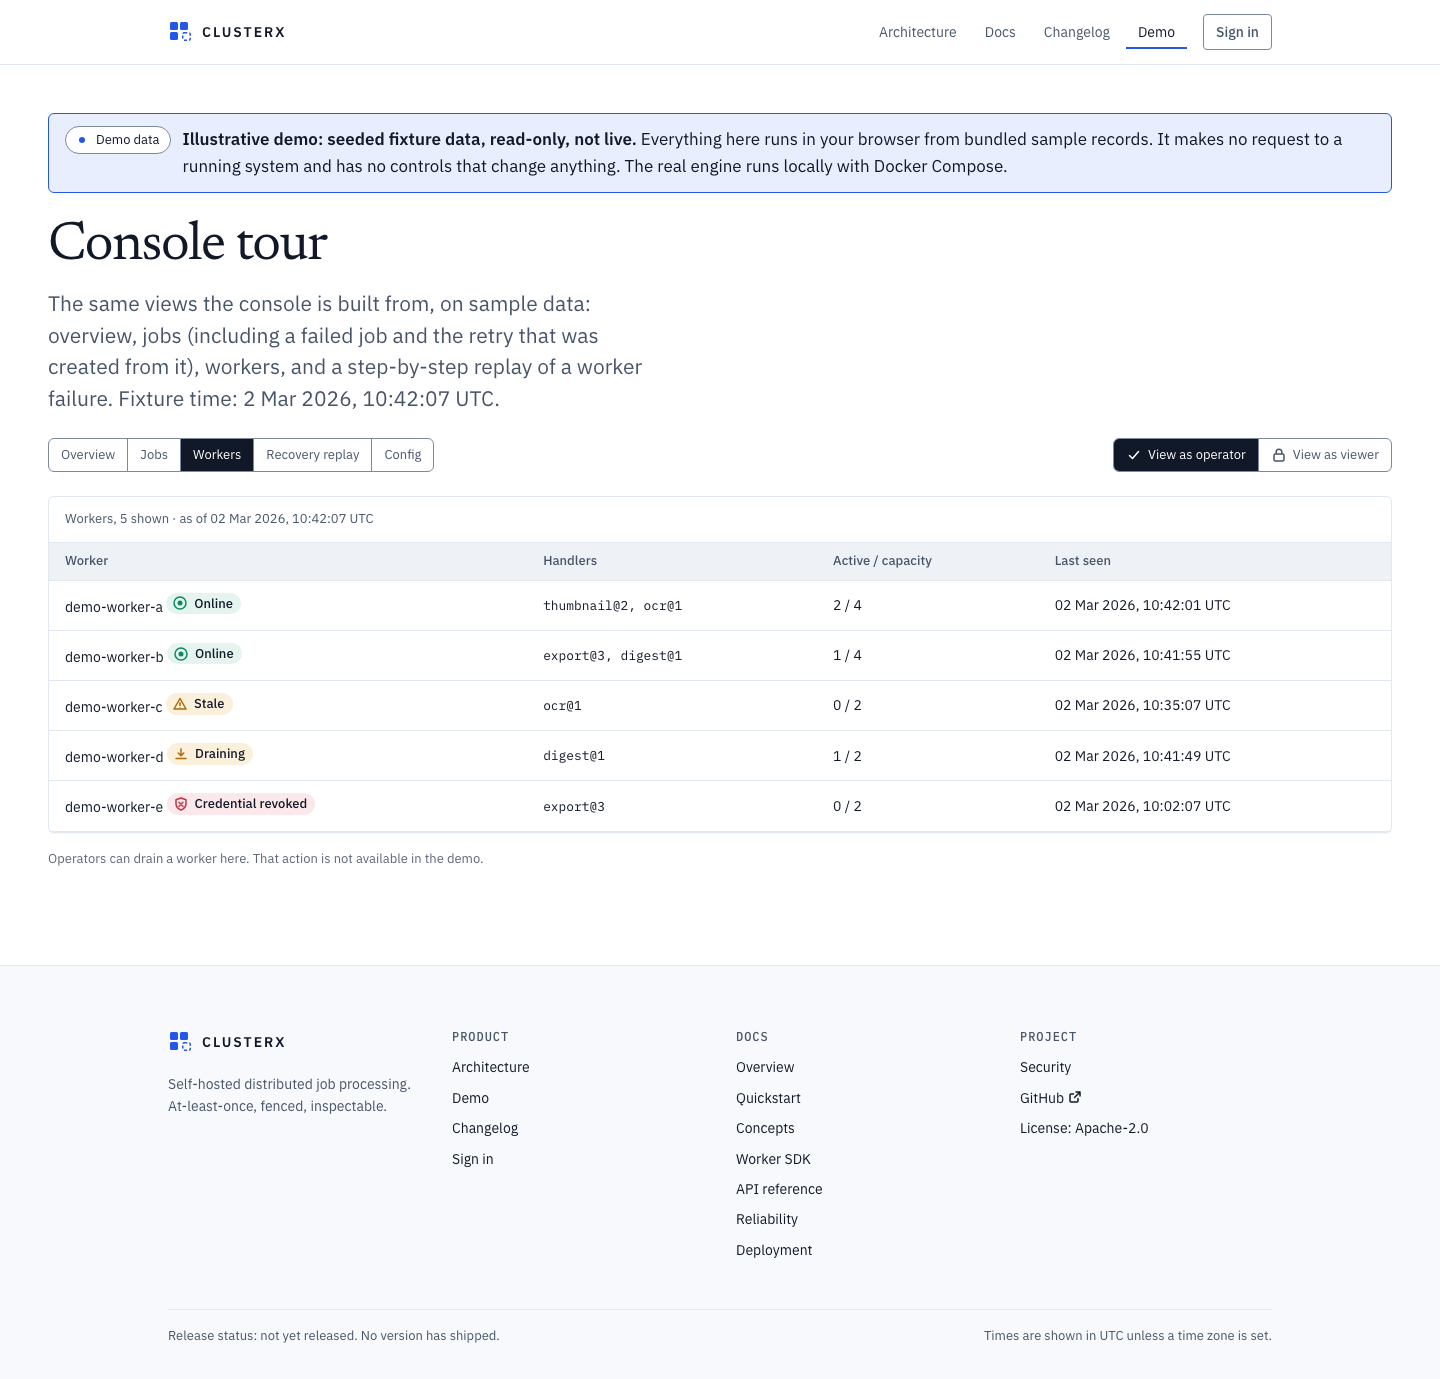 CLUSTERX
Architecture
Docs
Changelog
Demo
Sign in
Demo data
Illustrative demo: seeded fixture data, read-only, not live. Everything here runs in your browser from bundled sample records. It makes no request to a
running system and has no controls that change anything. The real engine runs locally with Docker Compose.
Console tour
The same views the console is built from, on sample data:
overview, jobs (including a failed job and the retry that was
created from it), workers, and a step-by-step replay of a worker
failure. Fixture time: 2 Mar 2026, 10:42:07 UTC.
Overview
Jobs
Workers
Recovery replay
Config
View as operator
View as viewer
Workers, 5 shown · as of 02 Mar 2026, 10:42:07 UTC
Worker Handlers Active / capacity Last seen
demo-worker-a Online thumbnail@2, ocr@1 2 / 4 02 Mar 2026, 10:42:01 UTC
demo-worker-b Online export@3, digest@1 1 / 4 02 Mar 2026, 10:41:55 UTC
demo-worker-c Stale ocr@1 0 / 2 02 Mar 2026, 10:35:07 UTC
demo-worker-d Draining digest@1 1 / 2 02 Mar 2026, 10:41:49 UTC
demo-worker-e Credential revoked export@3 0 / 2 02 Mar 2026, 10:02:07 UTC
Operators can drain a worker here. That action is not available in the demo.
CLUSTERX
Self-hosted distributed job processing.
At-least-once, fenced, inspectable.
PRODUCT
Architecture
Demo
Changelog
Sign in
DOCS
Overview
Quickstart
Concepts
Worker SDK
API reference
Reliability
Deployment
PROJECT
Security
GitHub
License: Apache-2.0
Release status: not yet released. No version has shipped.
Times are shown in UTC unless a time zone is set.